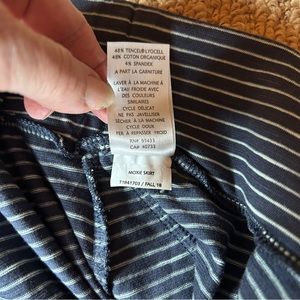 48% TENCEL® LYOCELL
48% COTON ORGANIQUE
4% SPANDEX
A PART LA GARNITURE
LAVER À LA MACHINE À
L'EAU FROIDE AVEC
DES COULEURS
SIMILAIRES
CYCLE DÉLICAT
NE PAS JAVELLISER
SÉCHER À LA MACHINE
CYCLE DOUX
FER À REPASSER FROID
RN# 55431
CA# 40733
MOXIE SKIRT
/ FALL 18